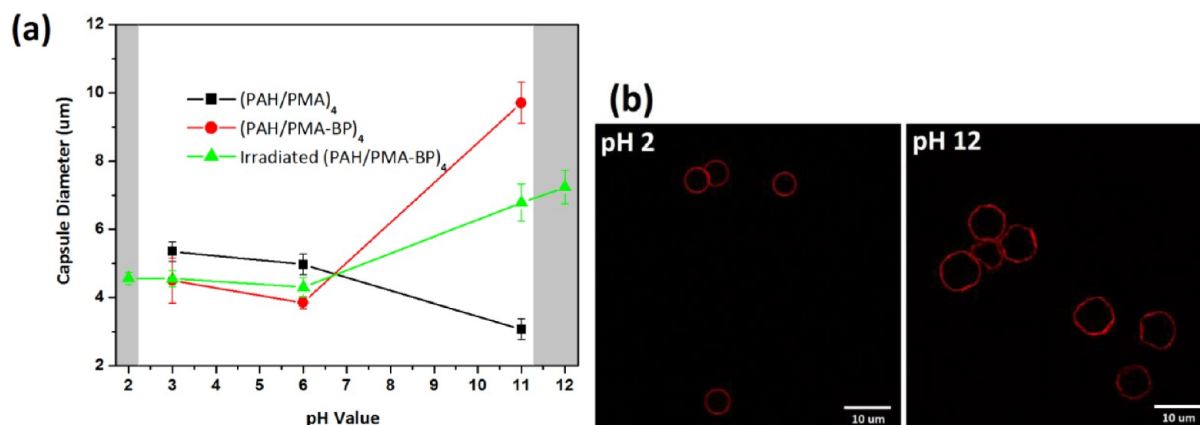 (a)
12
10
8
6
4
2
Capsule Diameter (um)
(PAH/PMA)4
(PAH/PMA-BP)4
Irradiated (PAH/PMA-BP)4
2 3 4 5 6 7 8 9 10 11 12
pH Value
(b)
pH 2
10 um
pH 12
10 um